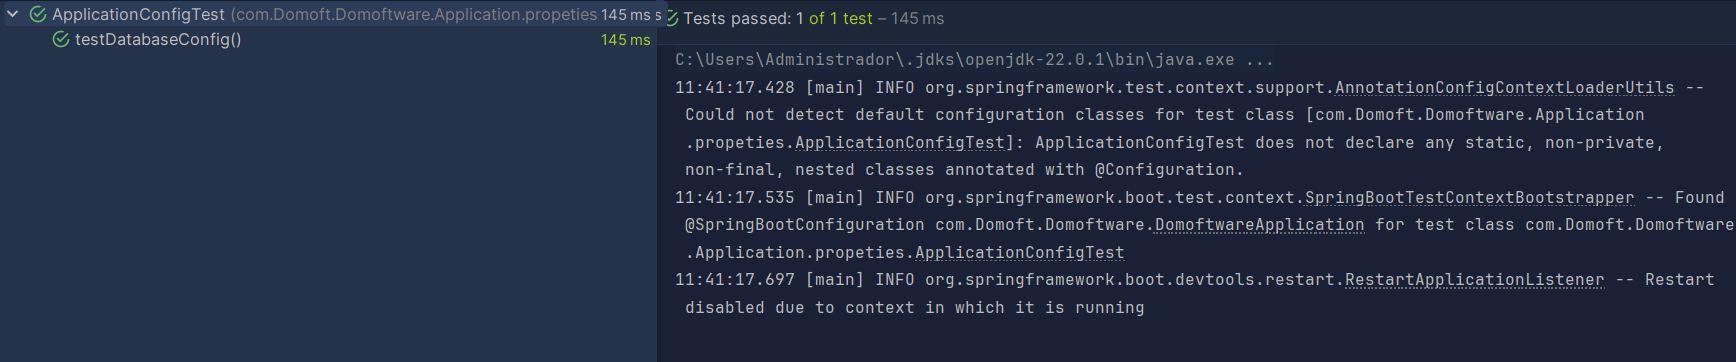 ApplicationConfigTest (com.Domoft.Domoftware.Application.propeties 145 ms
testDatabaseConfig() 145 ms
Tests passed: 1 of 1 test – 145 ms
C:\Users\Administrador\.jdks\openjdk-22.0.1\bin\java.exe ...
11:41:17.428 [main] INFO org.springframework.test.context.support.AnnotationConfigContextLoaderUtils --
Could not detect default configuration classes for test class [com.Domoft.Domoftware.Application
.propeties.ApplicationConfigTest]: ApplicationConfigTest does not declare any static, non-private,
non-final, nested classes annotated with @Configuration.
11:41:17.535 [main] INFO org.springframework.boot.test.context.SpringBootTestContextBootstrapper -- Found
@SpringBootConfiguration com.Domoft.Domoftware.DomoftwareApplication for test class com.Domoft.Domoftware
.Application.propeties.ApplicationConfigTest
11:41:17.697 [main] INFO org.springframework.boot.devtools.restart.RestartApplicationListener -- Restart
disabled due to context in which it is running